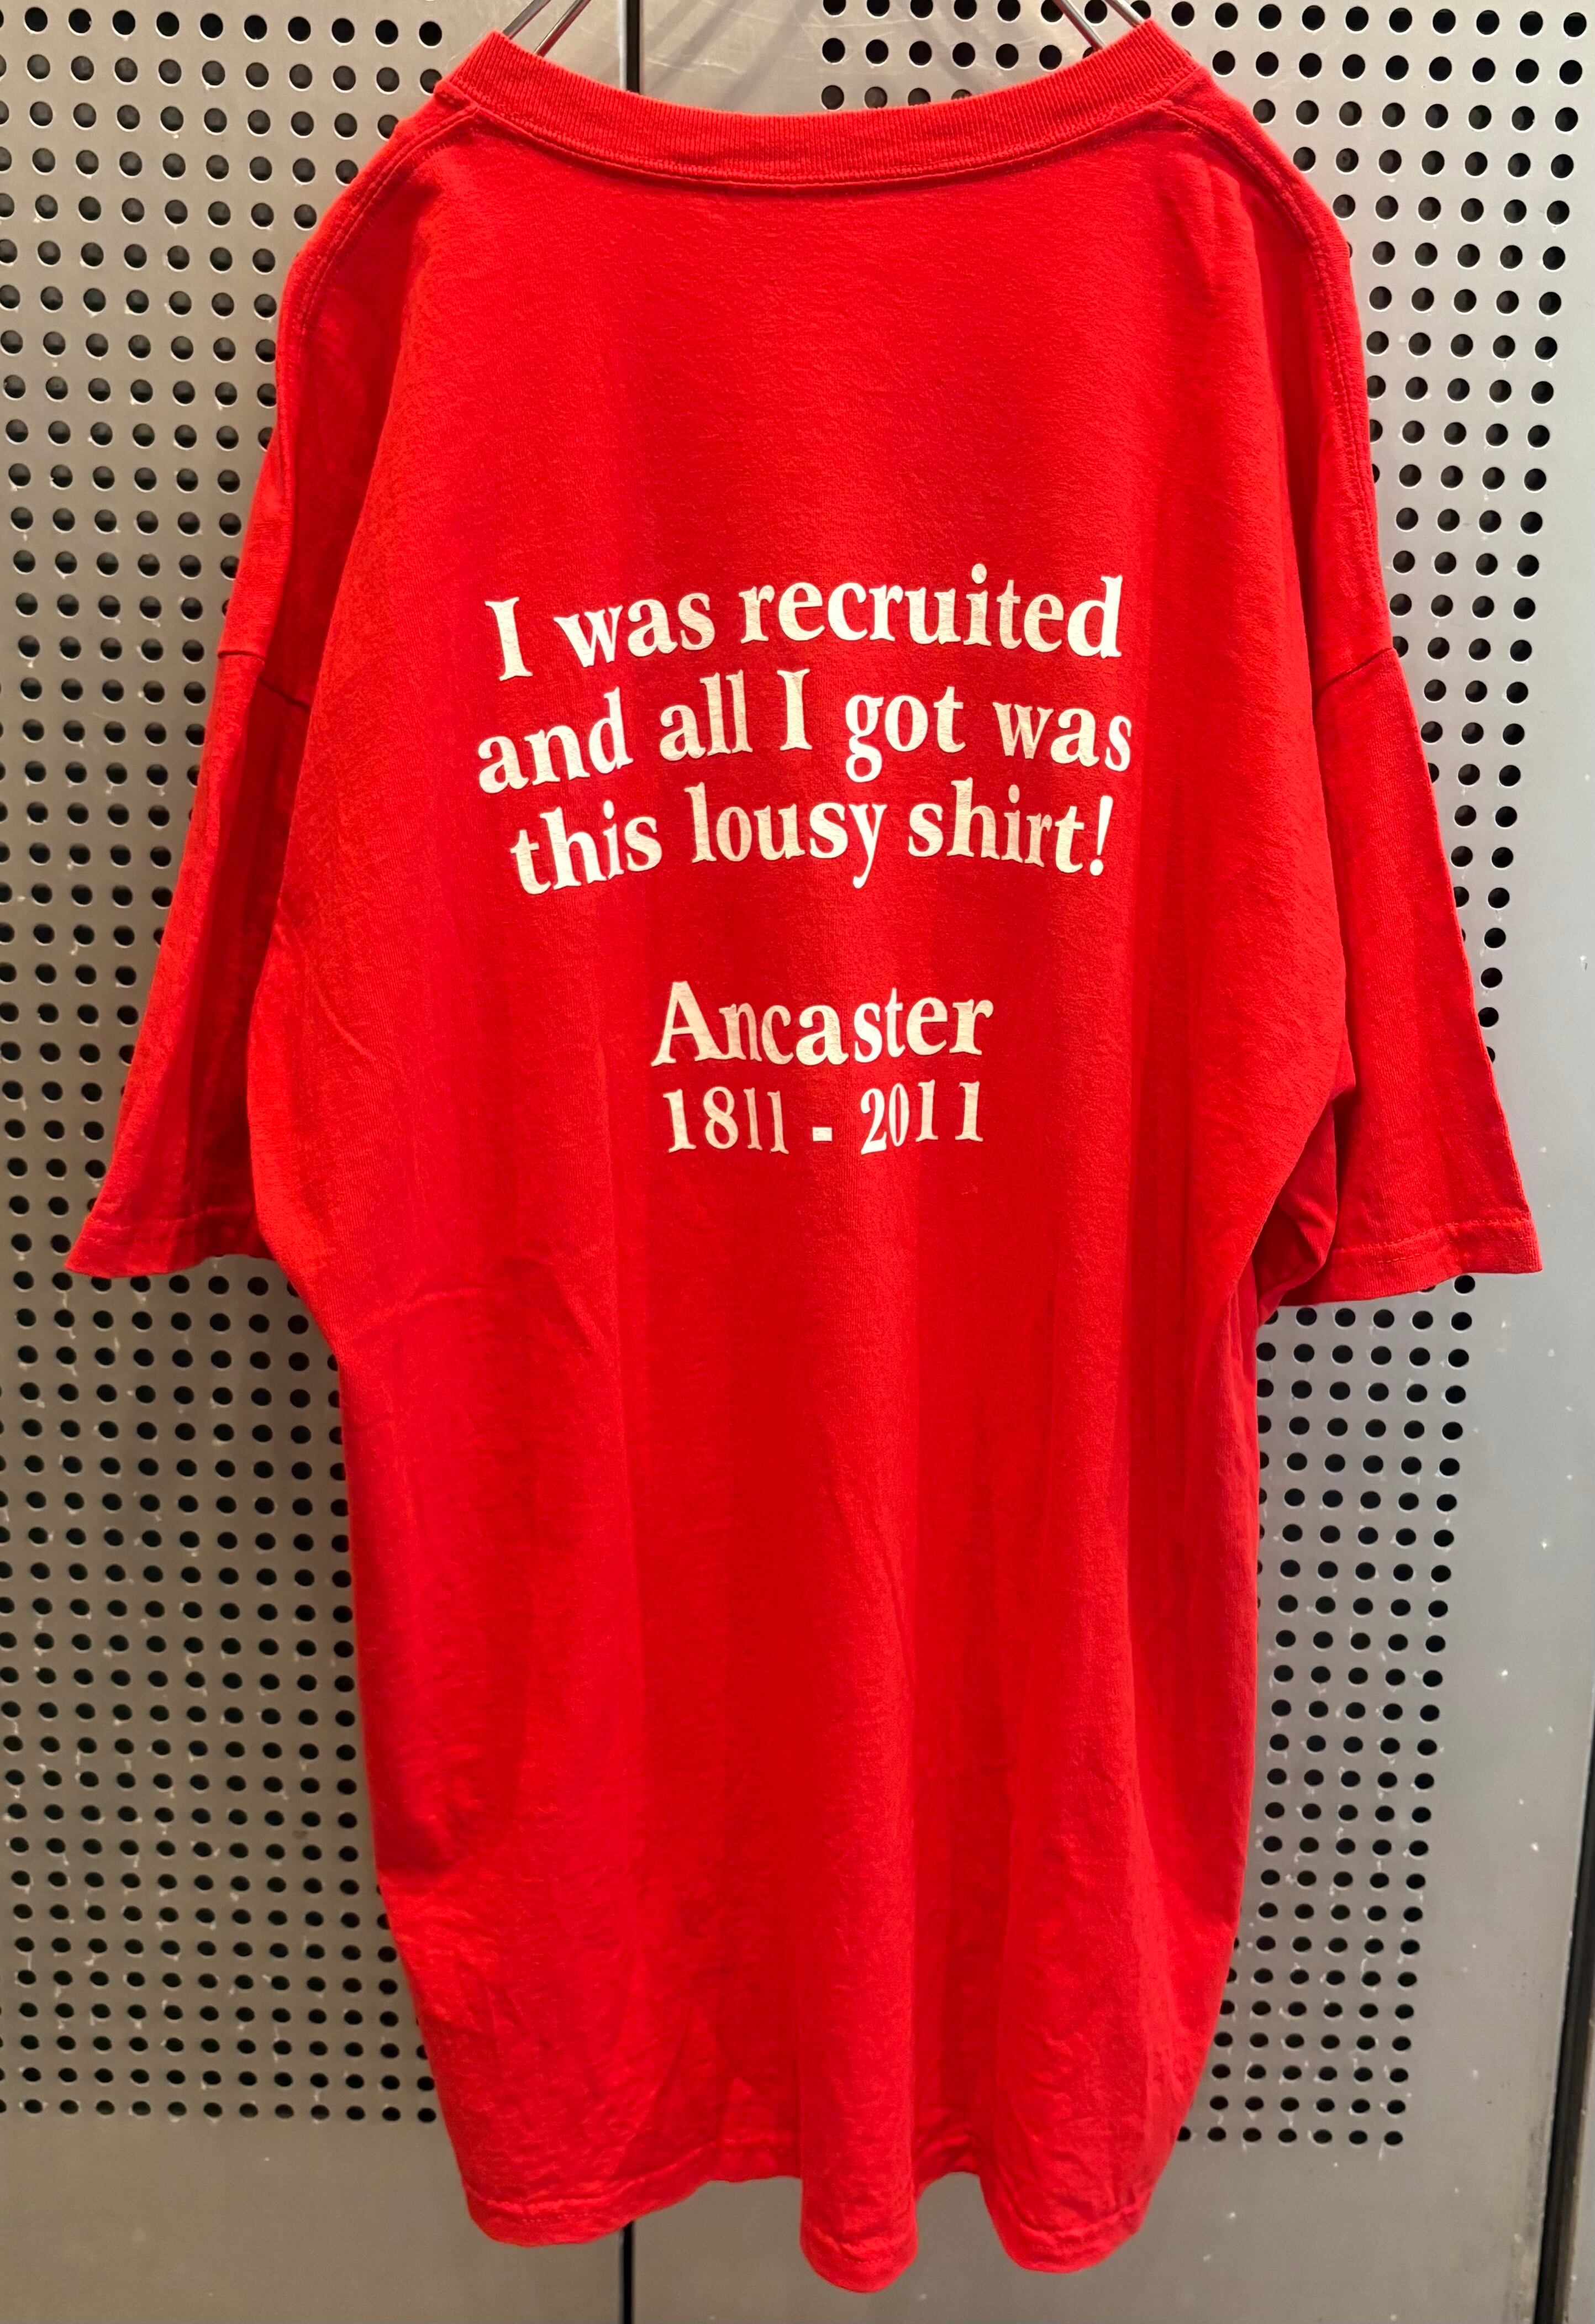 I was recruited
and all I got was
this lousy shirt!
Ancaster
1811 - 2011